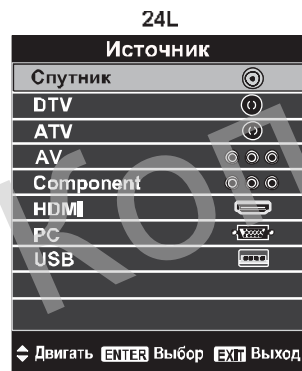 24L
Источник
Спутник
DTV
ATV
AV
Component
HDMI
PC
USB
Двигать ENTER Выбор EXIT Выход